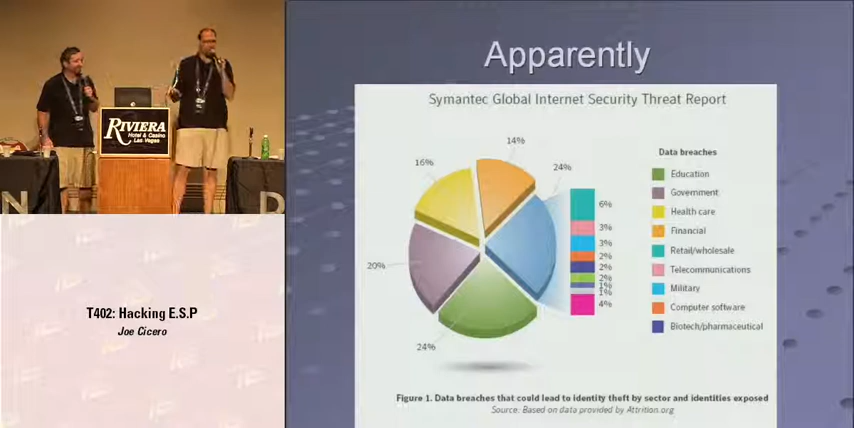 RIVIERA
Hotel & Casino
Las Vegas
N
D
T402: Hacking E.S.P
Joe Cicero
Apparently
Symantec Global Internet Security Threat Report
14%
16%
24%
20%
24%
6%
3%
3%
2%
2%
2%
1%
1%
4%
Data breaches
Education
Government
Health care
Financial
Retail/wholesale
Telecommunications
Military
Computer software
Biotech/pharmaceutical
Figure 1. Data breaches that could lead to identity theft by sector and identities exposed
Source: Based on data provided by Attrition.org